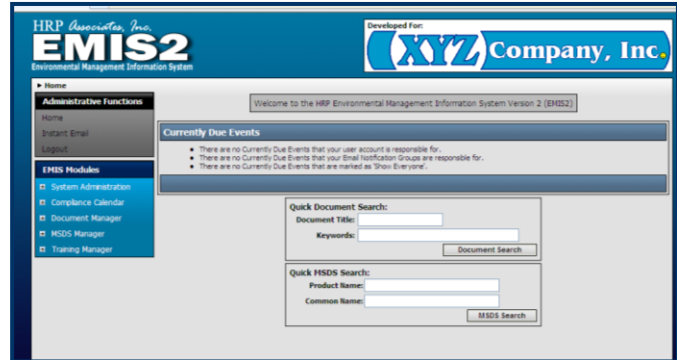 HRP Associates, Inc.
EMIS2
Environmental Management Information System
Developed For:
(XYZ) Company, Inc.
Home
Administrative Functions
Home
Instant Email
Logout
EMIS Modules
System Administration
Compliance Calendar
Document Manager
MSDS Manager
Training Manager
Welcome to the HRP Environmental Management Information System Version 2 (EMIS2)
Currently Due Events
There are no Currently Due Events that your user account is responsible for.
There are no Currently Due Events that your Email Notification Groups are responsible for.
There are no Currently Due Events that are marked as 'Show Everyone'.
Quick Document Search:
Document Title:
Keywords:
Document Search
Quick MSDS Search:
Product Name:
Common Name:
MSDS Search